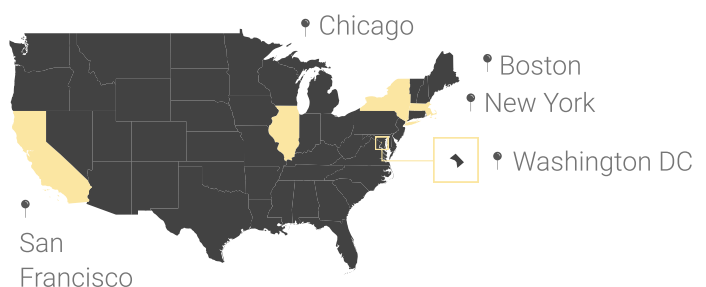 Chicago
Boston
New York
Washington DC
San
Francisco